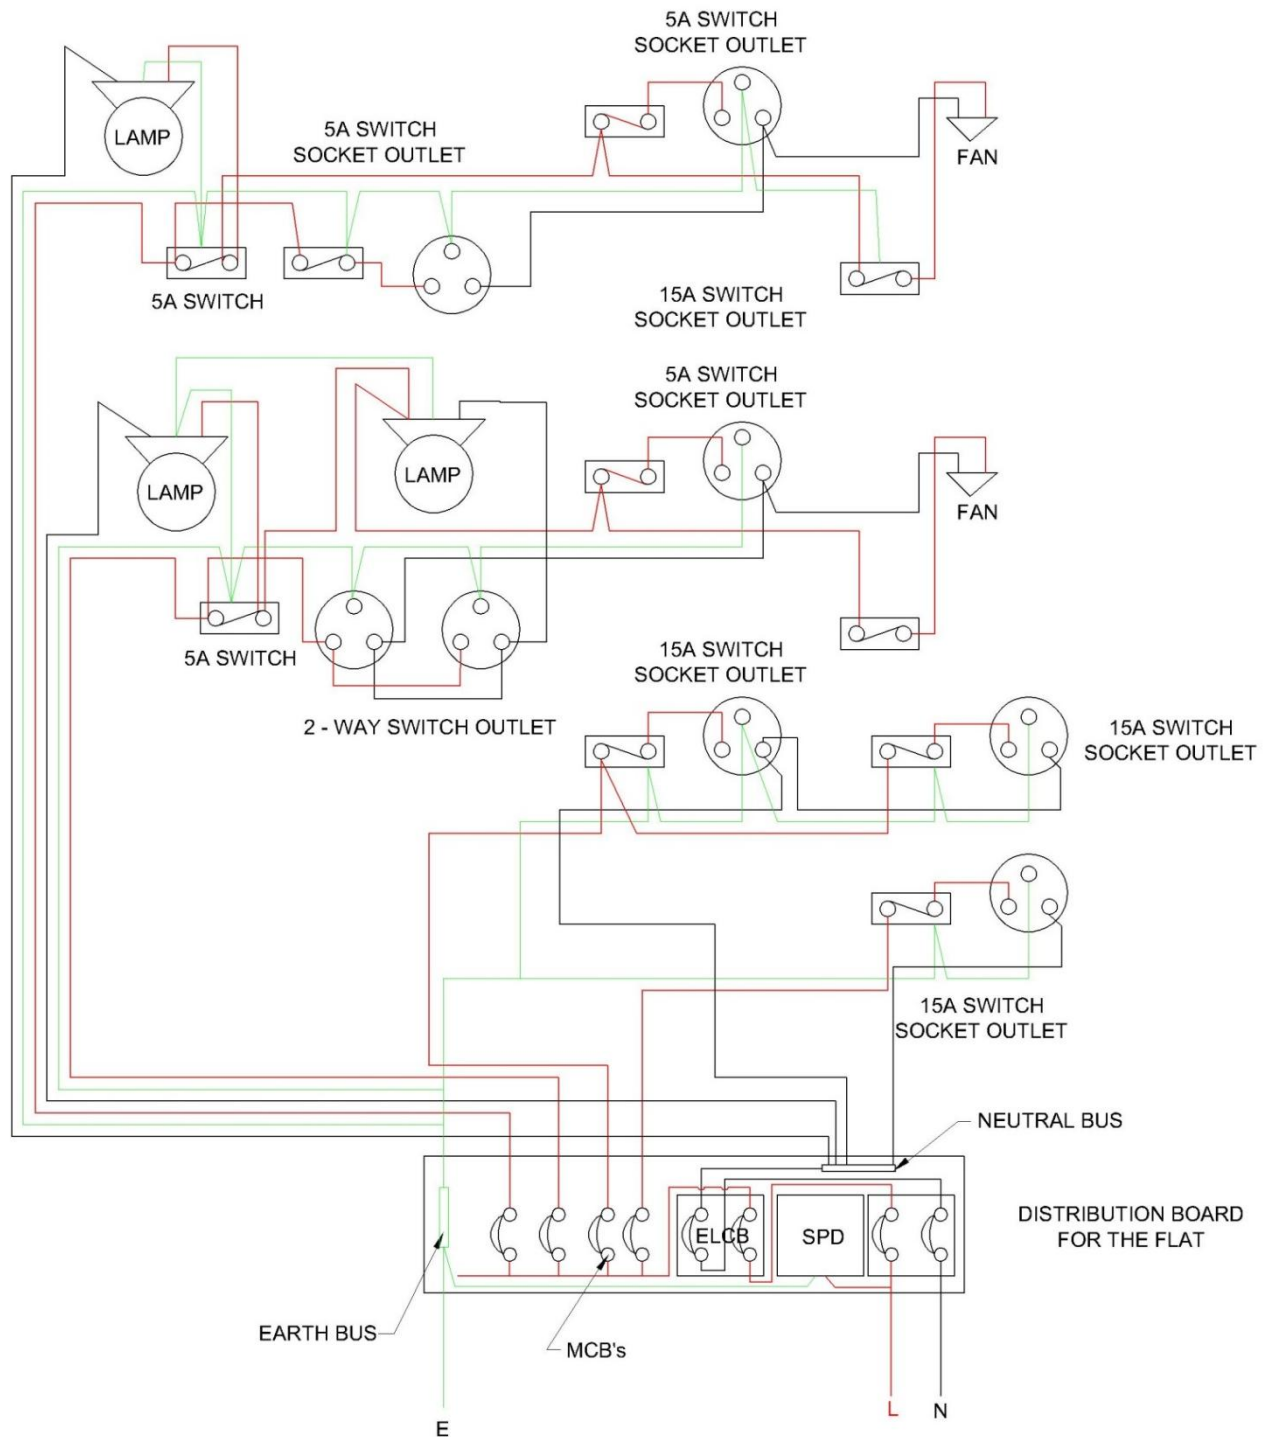 5A SWITCH
SOCKET OUTLET
LAMP
5A SWITCH
SOCKET OUTLET
FAN
5A SWITCH
15A SWITCH
SOCKET OUTLET
5A SWITCH
SOCKET OUTLET
LAMP
LAMP
FAN
5A SWITCH
15A SWITCH
SOCKET OUTLET
2 - WAY SWITCH OUTLET
15A SWITCH
SOCKET OUTLET
15A SWITCH
SOCKET OUTLET
NEUTRAL BUS
DISTRIBUTION BOARD
FOR THE FLAT
ELCB
SPD
EARTH BUS
MCB's
L
N
E